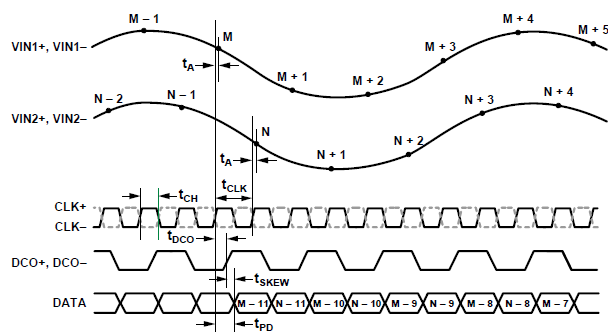 M – 1
M
M + 4
M + 5
VIN1+, VIN1–
tA
M + 3
M + 1
M + 2
N – 2
N – 1
N + 3
N + 4
VIN2+, VIN2–
N
tA
N + 1
N + 2
tCH
tCLK
CLK+
CLK–
tDCO
DCO+, DCO–
tSKEW
DATA
M – 11 N – 11 M – 10 N – 10 M – 9 N – 9 M – 8 N – 8 M – 7
tPD